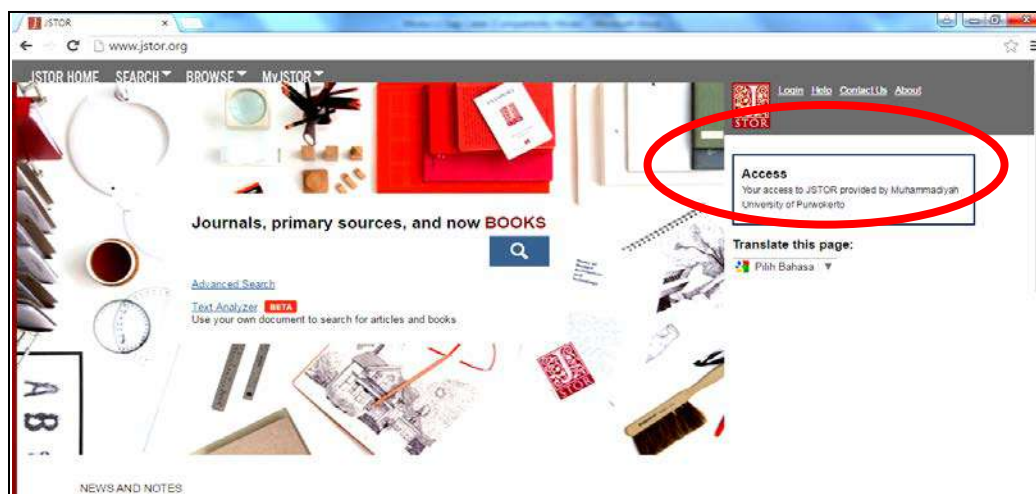 JSTOR
www.jstor.org
JSTOR HOME SEARCH BROWSE MyJSTOR
Login Help Contact Us About
JSTOR
Access
Your access to JSTOR provided by Muhammadiyah
University of Purwokerto
Journals, primary sources, and now BOOKS
Translate this page:
Pilih Bahasa
Advanced Search
Text Analyzer BETA
Use your own document to search for articles and books
JSTOR
A
B
NEWS AND NOTES